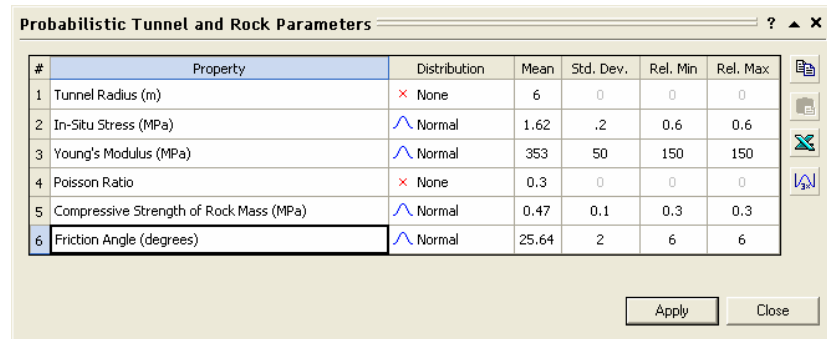 Probabilistic Tunnel and Rock Parameters ?
# Property Distribution Mean Std. Dev. Rel. Min Rel. Max
1 Tunnel Radius (m) None 6 0 0 0
2 In-Situ Stress (MPa) Normal 1.62 .2 0.6 0.6
3 Young's Modulus (MPa) Normal 353 50 150 150
4 Poisson Ratio None 0.3 0 0 0
5 Compressive Strength of Rock Mass (MPa) Normal 0.47 0.1 0.3 0.3
6 Friction Angle (degrees) Normal 25.64 2 6 6
Apply Close